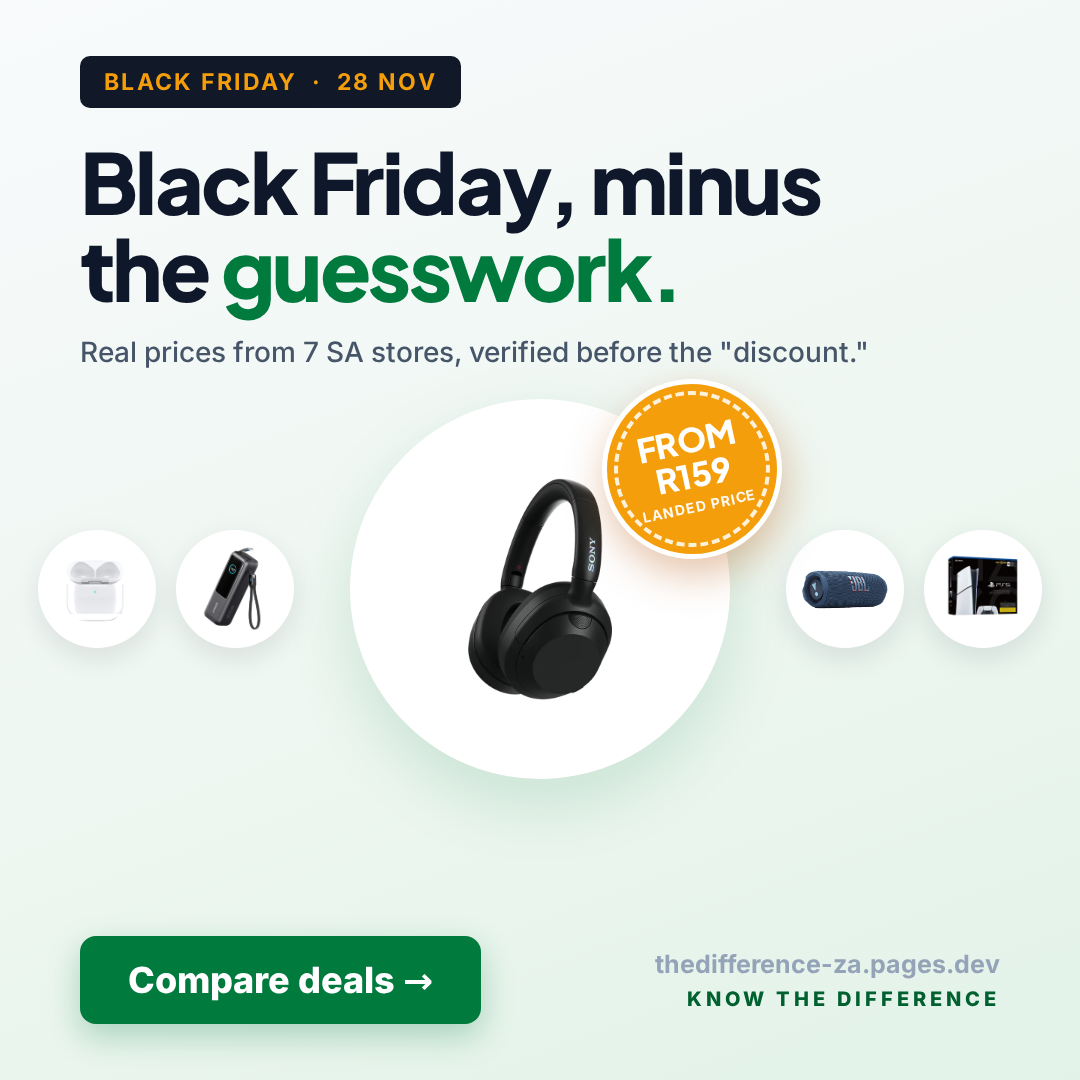 BLACK FRIDAY · 28 NOV
Black Friday, minus
the guesswork.
Real prices from 7 SA stores, verified before the "discount."
FROM
R159
LANDED PRICE
SONY
JBL
PS5
Compare deals →
thedifference-za.pages.dev
KNOW THE DIFFERENCE